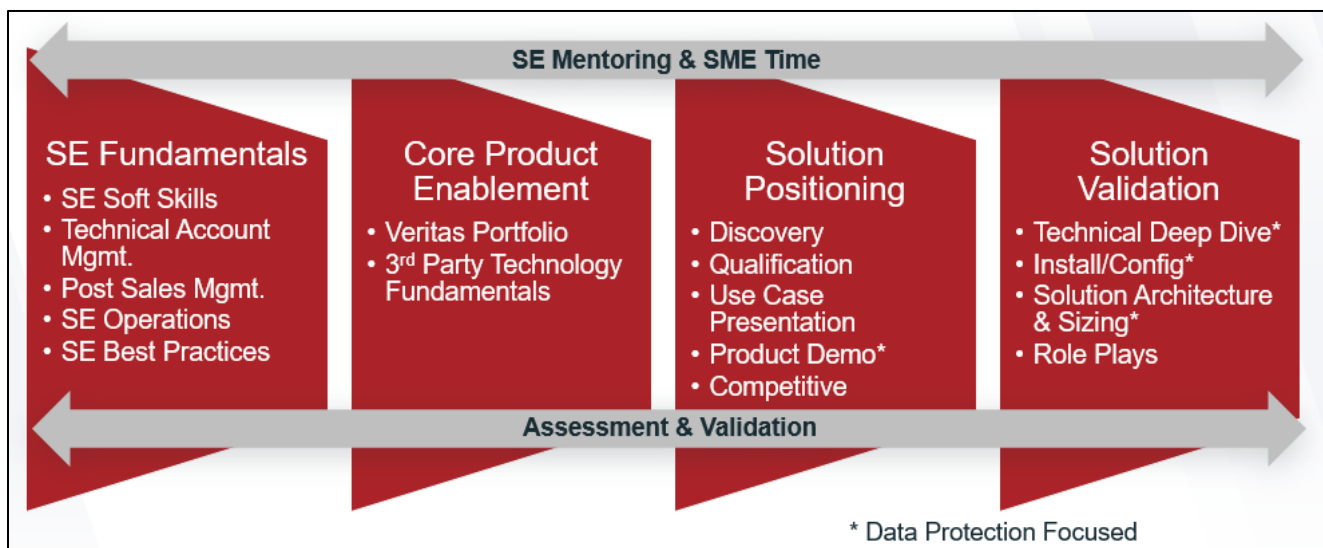 SE Mentoring & SME Time
SE Fundamentals
• SE Soft Skills
• Technical Account
Mgmt.
• Post Sales Mgmt.
• SE Operations
• SE Best Practices
Core Product
Enablement
• Veritas Portfolio
• 3rd Party Technology
Fundamentals
Solution
Positioning
• Discovery
• Qualification
• Use Case
Presentation
• Product Demo*
• Competitive
Solution
Validation
• Technical Deep Dive*
• Install/Config*
• Solution Architecture
& Sizing*
• Role Plays
Assessment & Validation
* Data Protection Focused